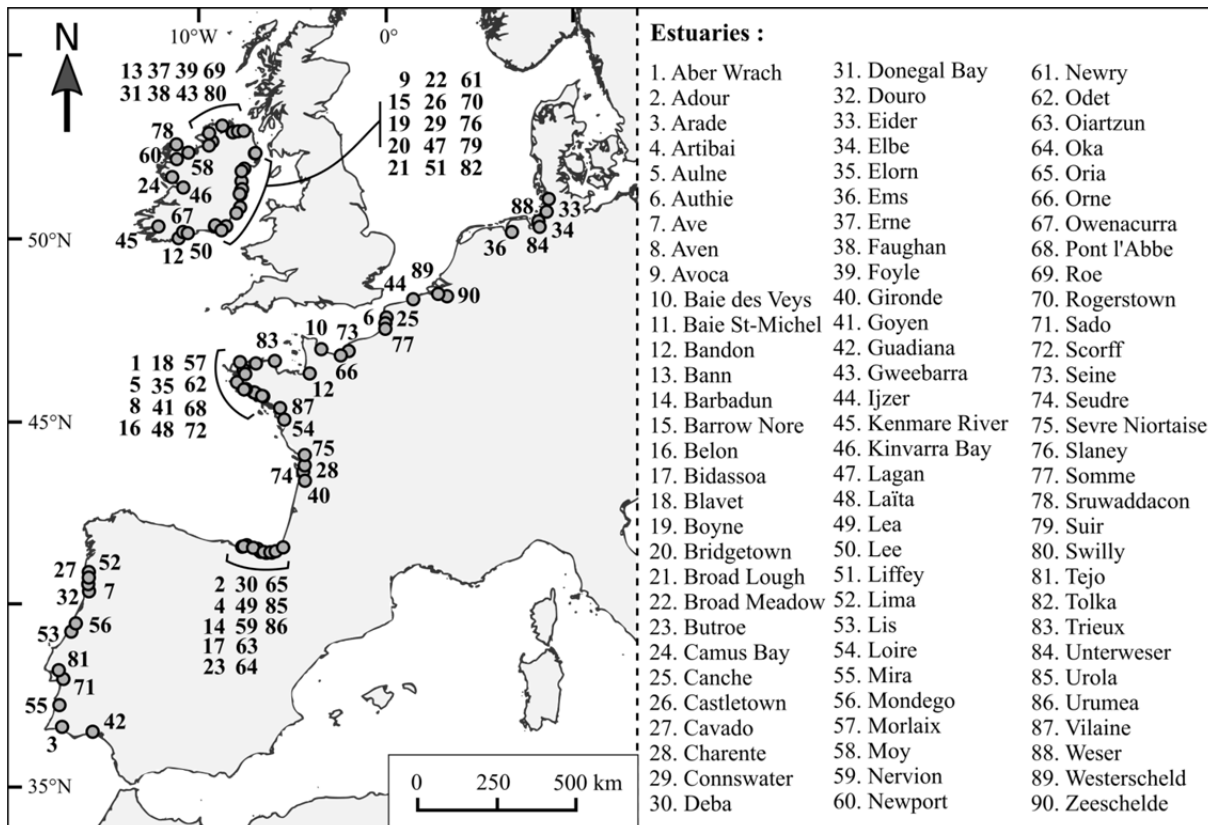 10°W 0°
N
13 37 39 69
31 38 43 80
9 22 61
15 26 70
19 29 76
20 47 79
21 51 82
78
60
58
24
46
67
45
12
50
50°N
88
33
36
84
34
89
44
90
6
25
10
73
77
83
66
12
1 18 57
5 35 62
8 41 68
16 48 72
87
54
45°N
75
74
28
40
27
52
32
7
2 30 65
4 49 85
14 59 86
17 63
23 64
53
56
81
71
55
42
3
35°N
0 250 500 km
Estuaries :
1. Aber Wrach
2. Adour
3. Arade
4. Artibai
5. Aulne
6. Authie
7. Ave
8. Aven
9. Avoca
10. Baie des Veys
11. Baie St-Michel
12. Bandon
13. Bann
14. Barbadun
15. Barrow Nore
16. Belon
17. Bidassoa
18. Blavet
19. Boyne
20. Bridgetown
21. Broad Lough
22. Broad Meadow
23. Butroe
24. Camus Bay
25. Canche
26. Castletown
27. Cavado
28. Charente
29. Connswater
30. Deba
31. Donegal Bay
32. Douro
33. Eider
34. Elbe
35. Elorn
36. Ems
37. Erne
38. Faughan
39. Foyle
40. Gironde
41. Goyen
42. Guadiana
43. Gweebarra
44. Ijzer
45. Kenmare River
46. Kinvarra Bay
47. Lagan
48. Laïta
49. Lea
50. Lee
51. Liffey
52. Lima
53. Lis
54. Loire
55. Mira
56. Mondego
57. Morlaix
58. Moy
59. Nervion
60. Newport
61. Newry
62. Odet
63. Oiartzun
64. Oka
65. Oria
66. Orne
67. Owenacurra
68. Pont l'Abbe
69. Roe
70. Rogerstown
71. Sado
72. Scorff
73. Seine
74. Seudre
75. Sevre Niortaise
76. Slaney
77. Somme
78. Sruwaddacon
79. Suir
80. Swilly
81. Tejo
82. Tolka
83. Trieux
84. Unterweser
85. Urola
86. Urumea
87. Vilaine
88. Weser
89. Westerscheld
90. Zeeschelde